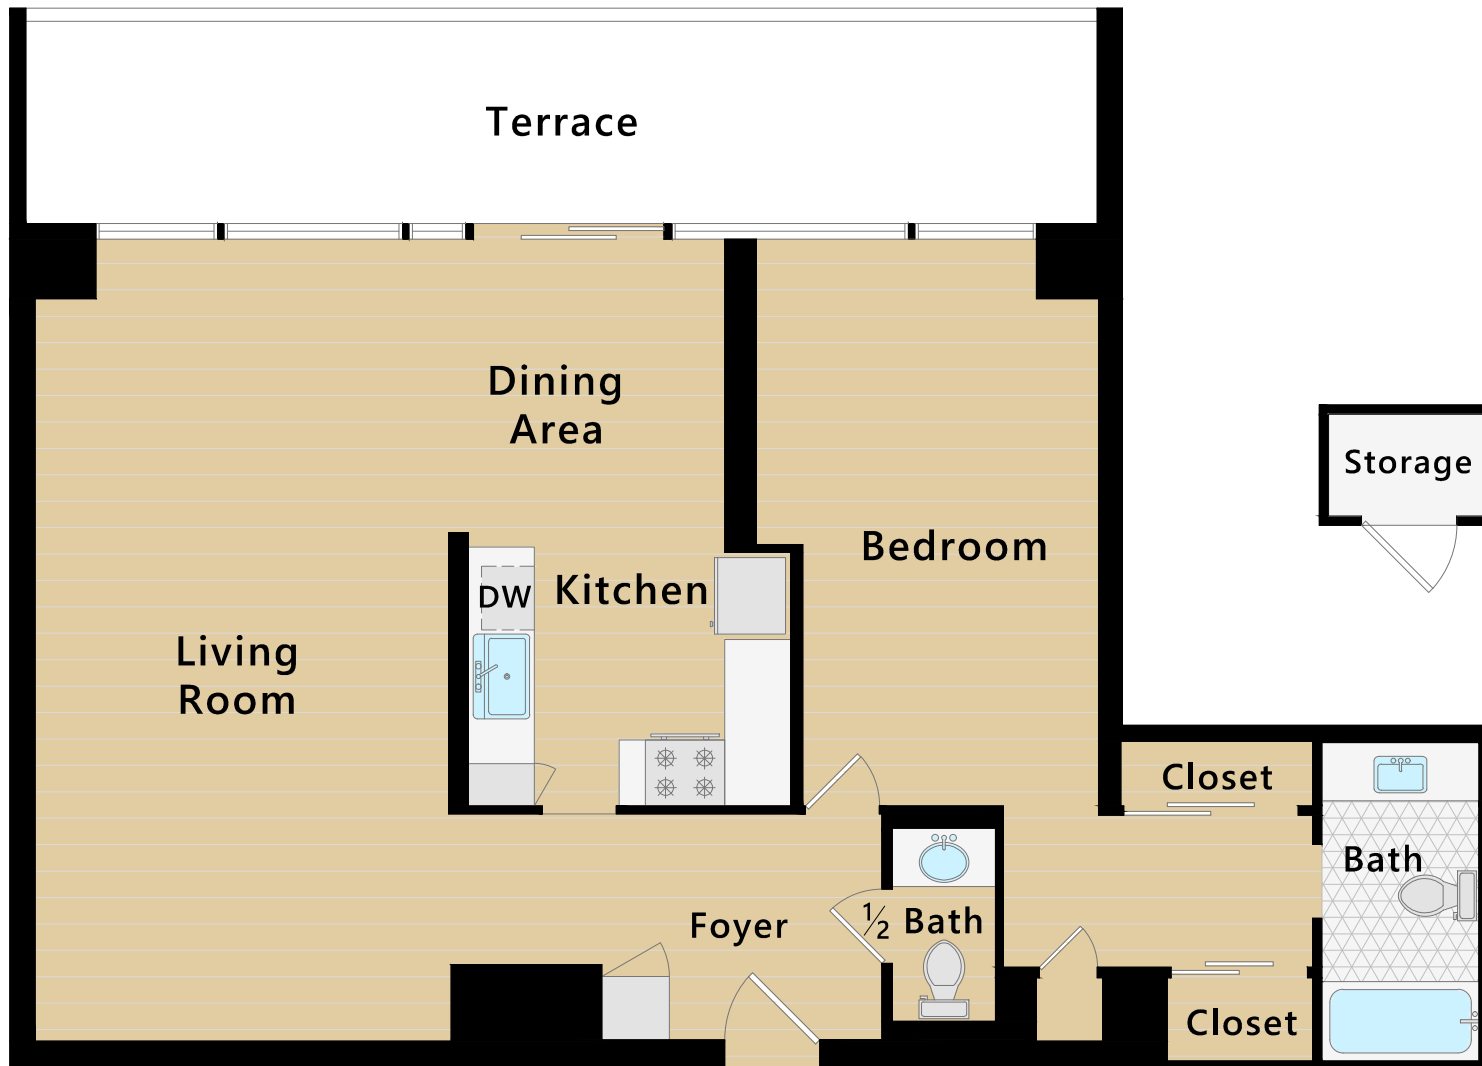 Terrace
Dining
Area
Storage
Bedroom
DW
Kitchen
Living
Room
Closet
Bath
Foyer
½ Bath
Closet